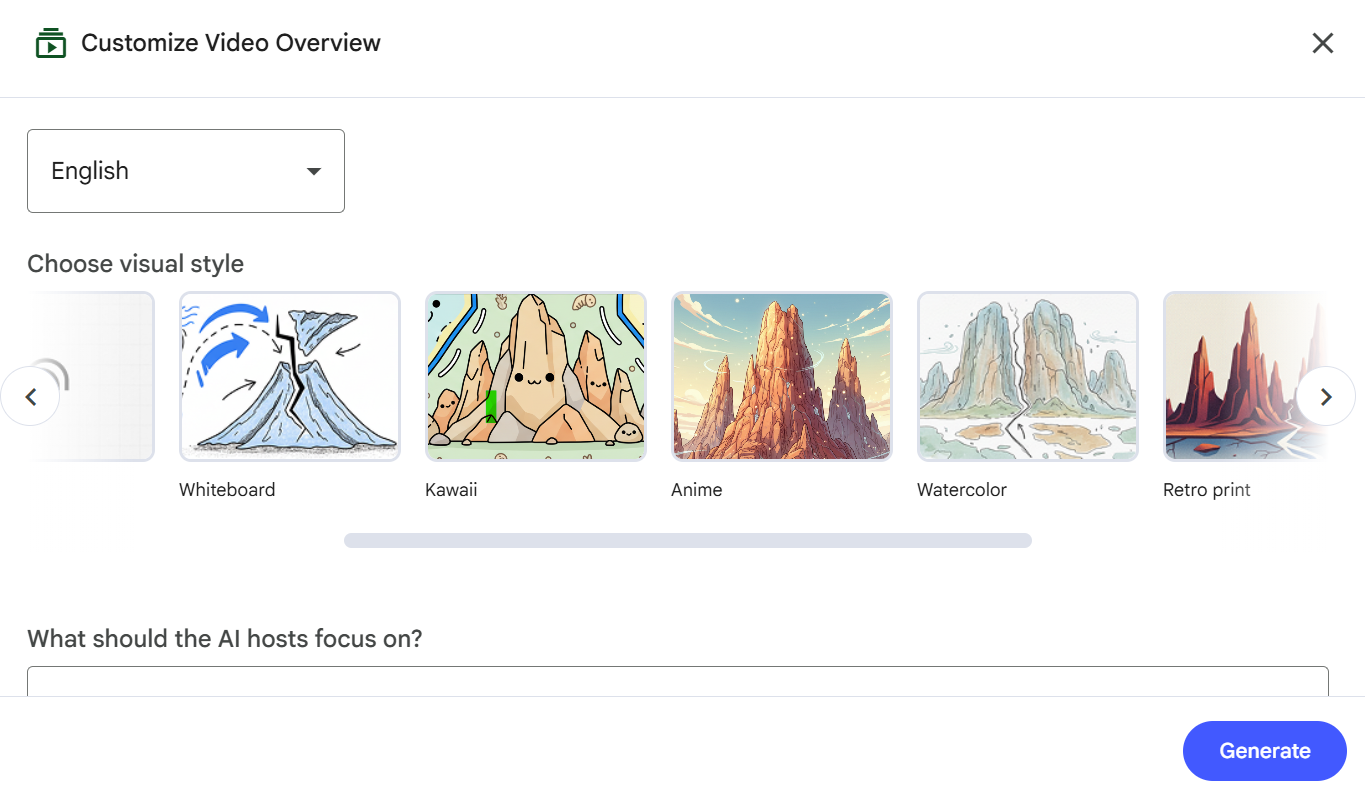 Customize Video Overview
English
Choose visual style
Whiteboard
Kawaii
Anime
Watercolor
Retro print
What should the AI hosts focus on?
Generate